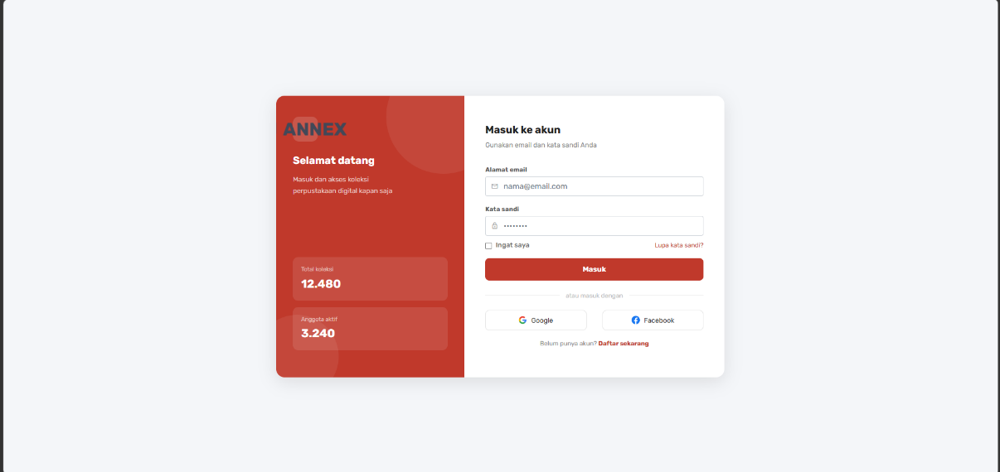 ANNEX
Selamat datang
Masuk dan akses koleksi
perpustakaan digital kapan saja
Total koleksi
12.480
Anggota aktif
3.240
Masuk ke akun
Gunakan email dan kata sandi Anda
Alamat email
nama@email.com
Kata sandi
••••••••
Ingat saya
Lupa kata sandi?
Masuk
atau masuk dengan
Google
Facebook
Belum punya akun? Daftar sekarang